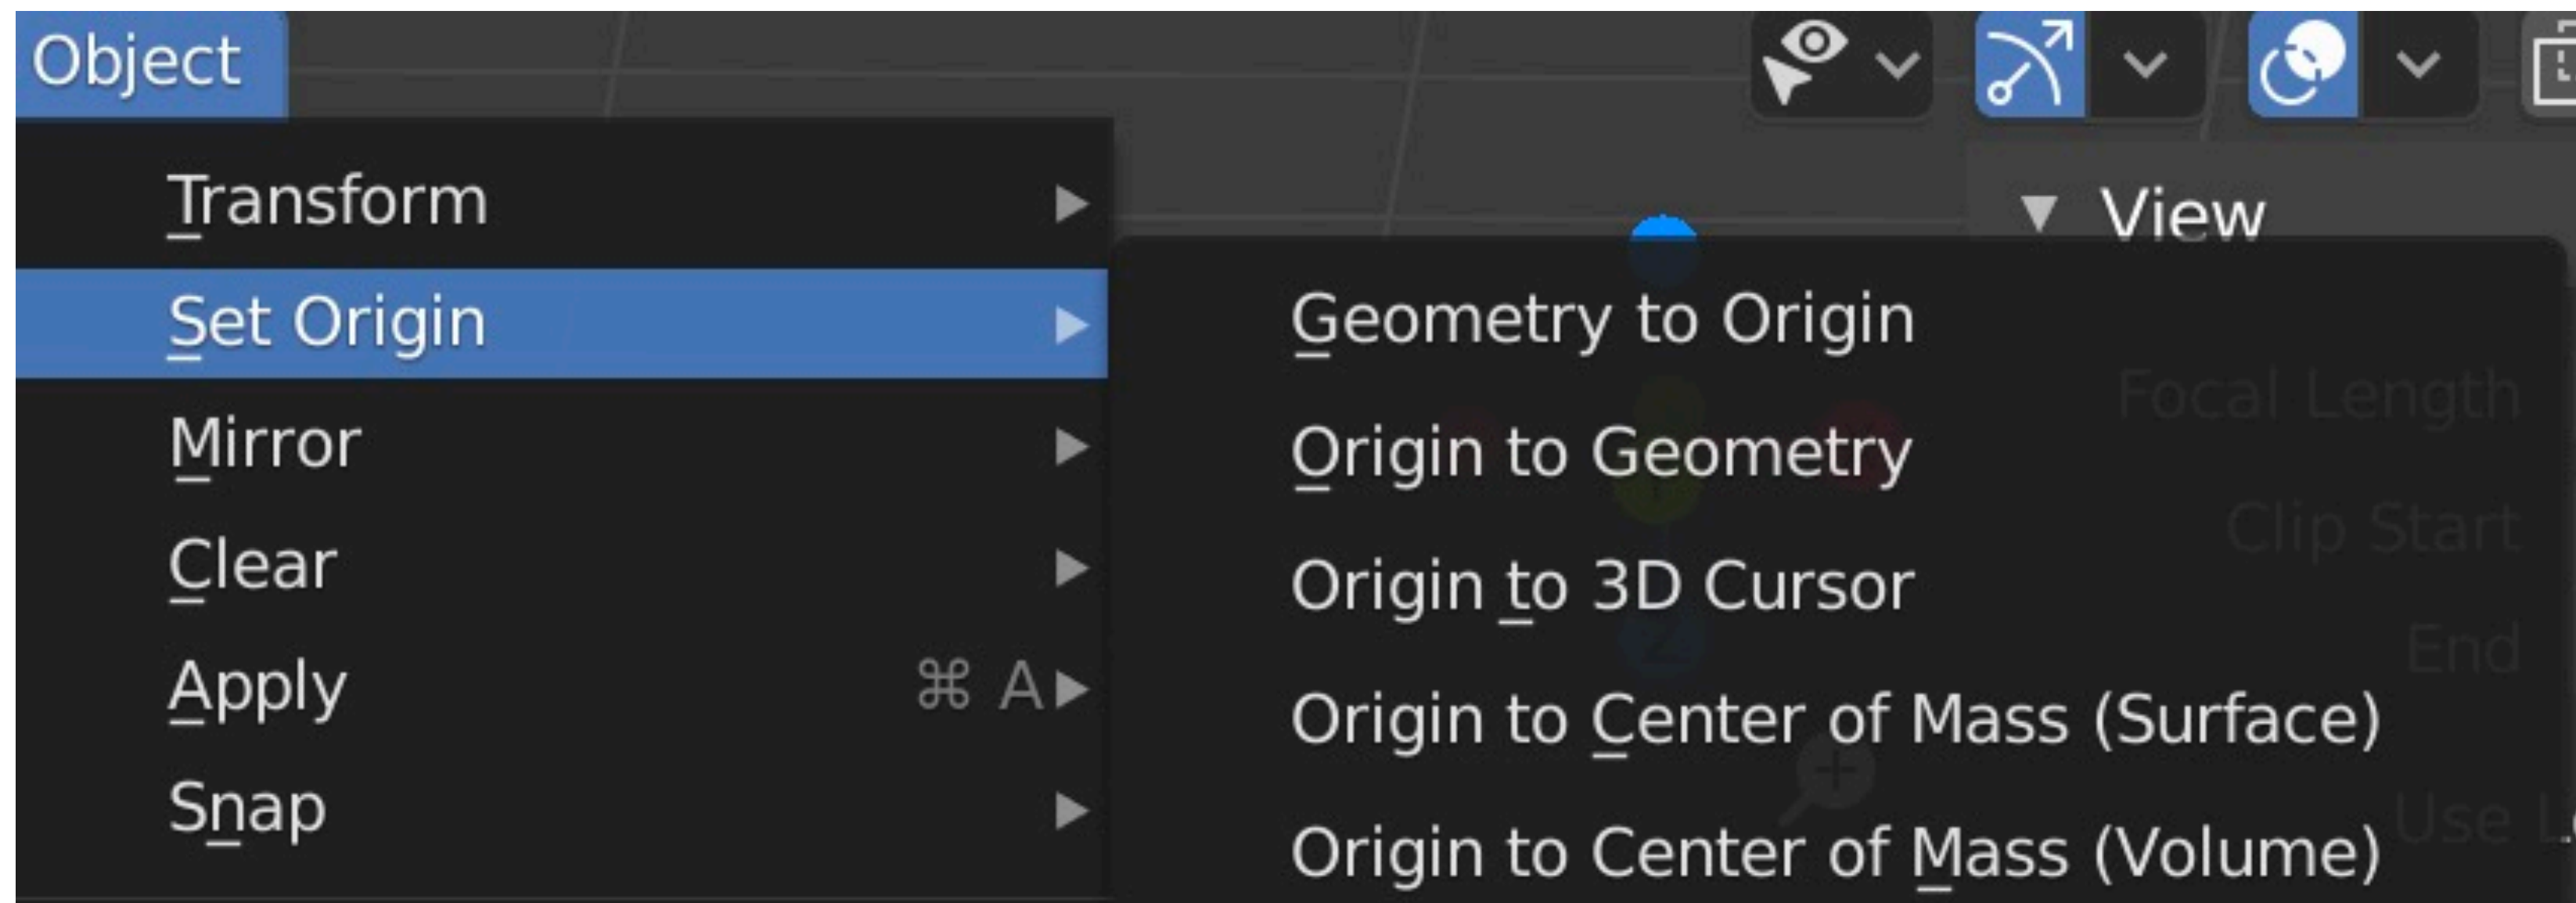 Object
Transform
Set Origin
Mirror
Clear
Apply ⌘ A
Snap
View
Geometry to Origin
Origin to Geometry
Origin to 3D Cursor
Origin to Center of Mass (Surface)
Origin to Center of Mass (Volume)
Focal Length
Clip Start
End
Use